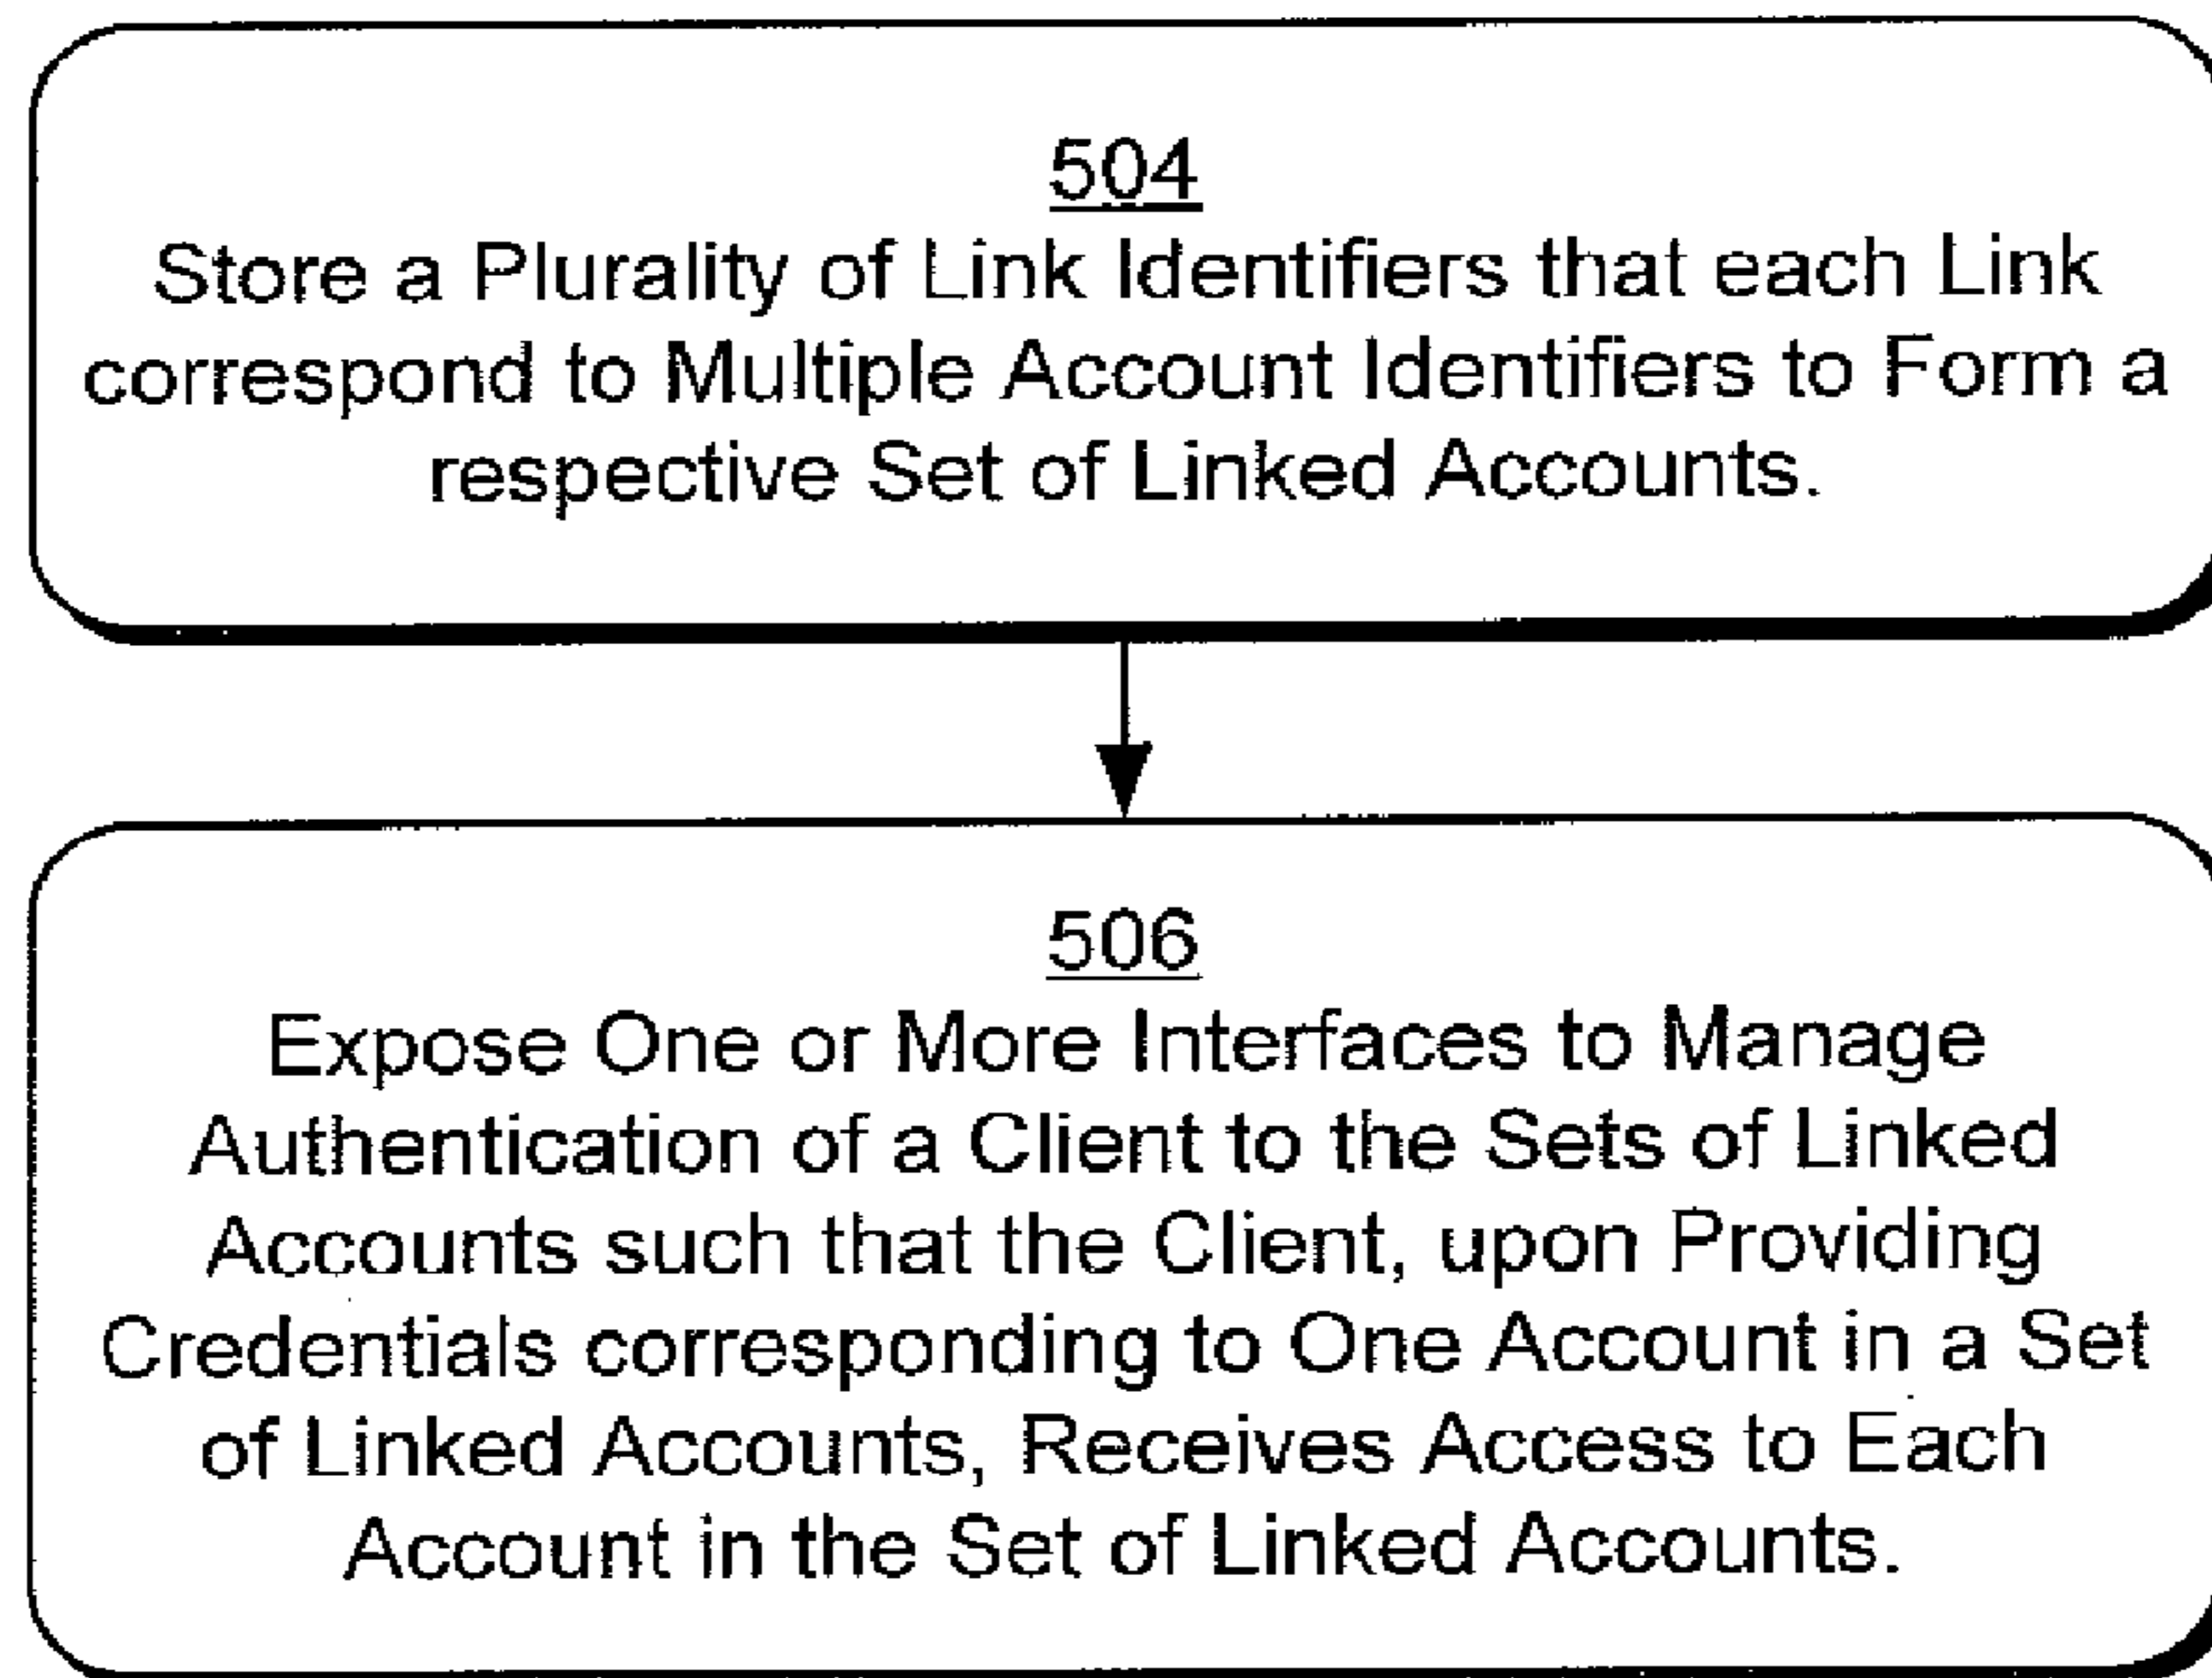 504
Store a Plurality of Link Identifiers that each Link
correspond to Multiple Account Identifiers to Form a
respective Set of Linked Accounts.
506
Expose One or More Interfaces to Manage
Authentication of a Client to the Sets of Linked
Accounts such that the Client, upon Providing
Credentials corresponding to One Account in a Set
of Linked Accounts, Receives Access to Each
Account in the Set of Linked Accounts.